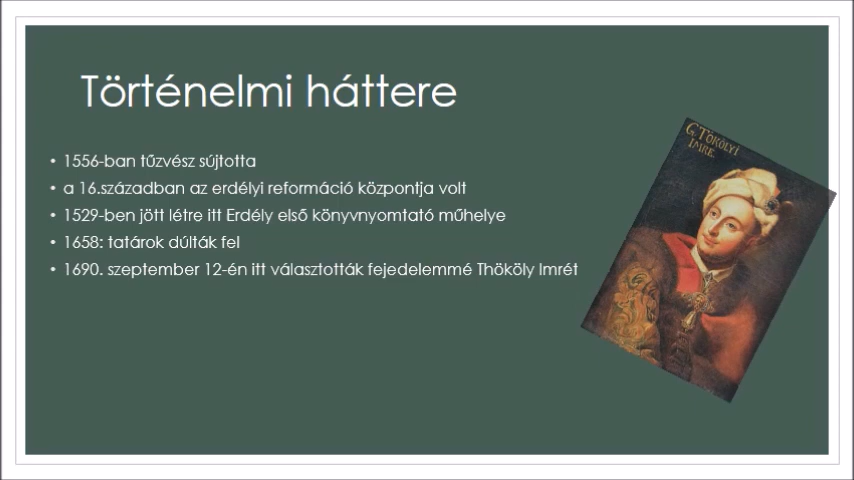 Történelmi háttere
• 1556-ban tűzvész sújtotta
• a 16.században az erdélyi reformáció központja volt
• 1529-ben jött létre itt Erdély első könyvnyomtató műhelye
• 1658: tatárok dúlták fel
• 1690. szeptember 12-én itt választották fejedelemmé Thököly Imrét
G. TÖKÖLYI
IMRE.